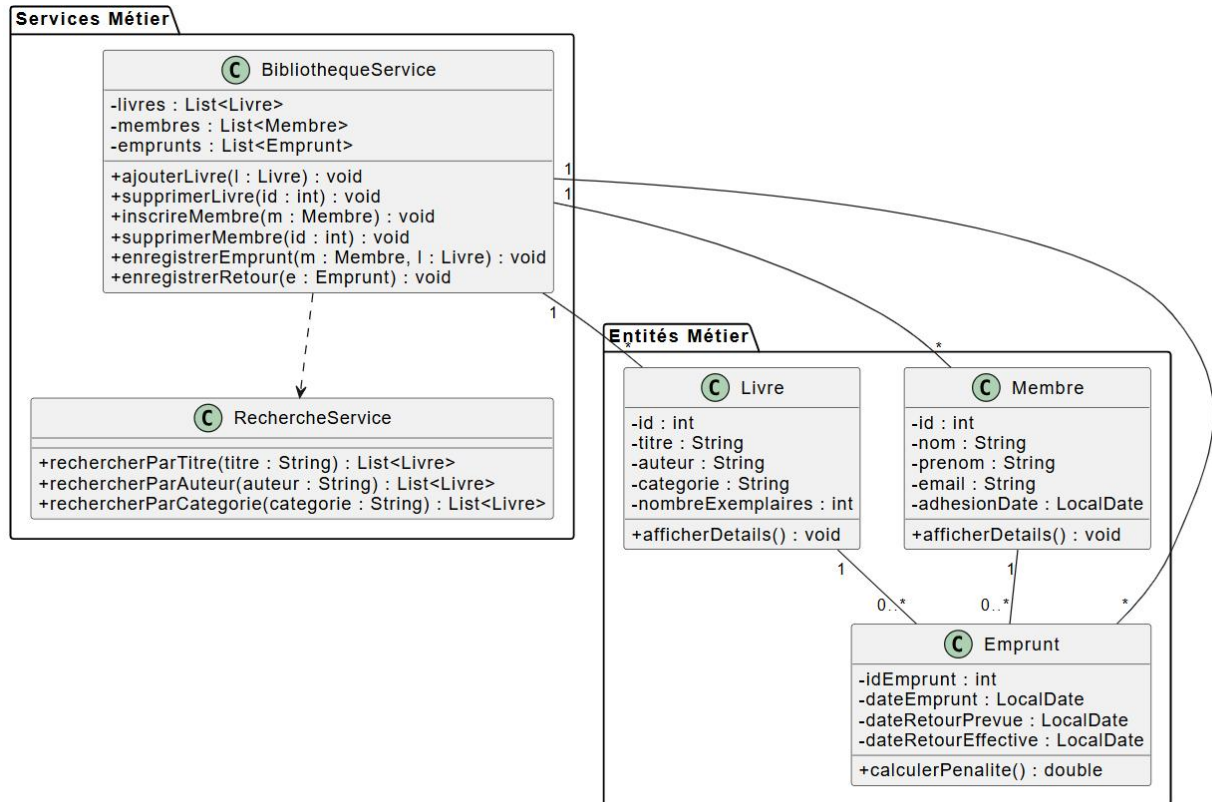 Services Métier
C BibliothequeService
-livres : List<Livre>
-membres : List<Membre>
-emprunts : List<Emprunt>
+ajouterLivre(l : Livre) : void
+supprimerLivre(id : int) : void
+inscrireMembre(m : Membre) : void
+supprimerMembre(id : int) : void
+enregistrerEmprunt(m : Membre, l : Livre) : void
+enregistrerRetour(e : Emprunt) : void
1
1
1
C RechercheService
+rechercherParTitre(titre : String) : List<Livre>
+rechercherParAuteur(auteur : String) : List<Livre>
+rechercherParCategorie(categorie : String) : List<Livre>
Entités Métier
*
*
C Livre
-id : int
-titre : String
-auteur : String
-categorie : String
-nombreExemplaires : int
+afficherDetails() : void
C Membre
-id : int
-nom : String
-prenom : String
-email : String
-adhesionDate : LocalDate
+afficherDetails() : void
1
1
0..*
0..*
*
C Emprunt
-idEmprunt : int
-dateEmprunt : LocalDate
-dateRetourPrevue : LocalDate
-dateRetourEffective : LocalDate
+calculerPenalite() : double